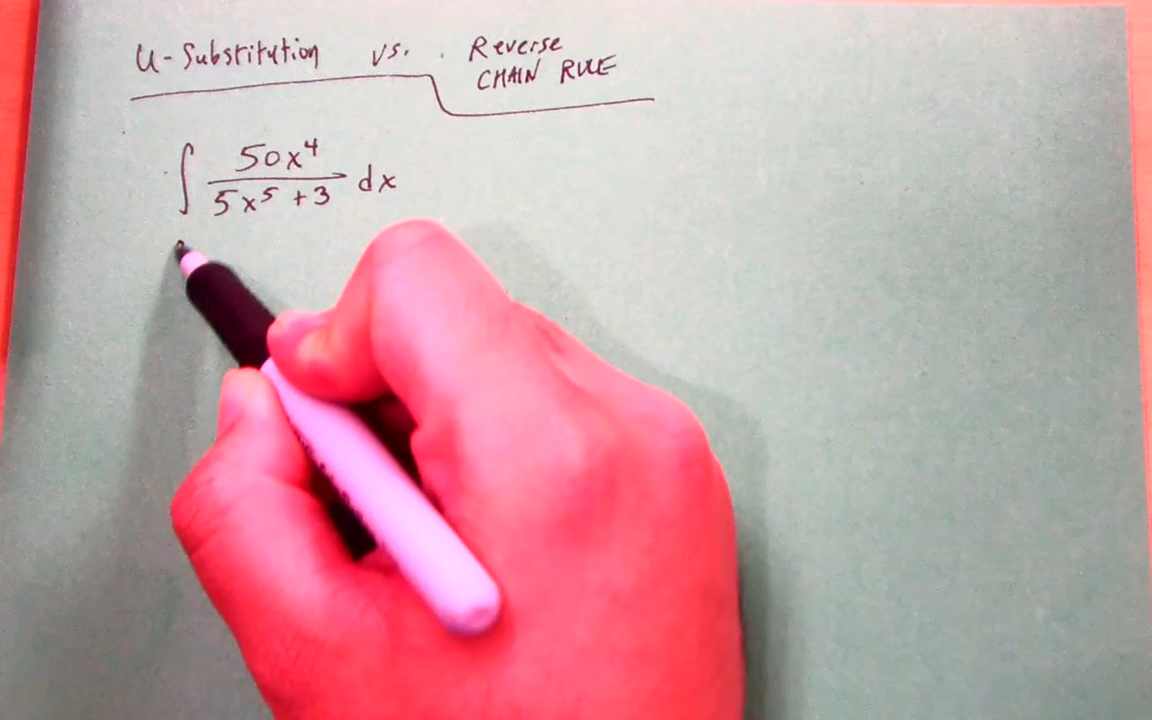 U-Substitution vs. Reverse
CHAIN RULE
∫ 50x⁴ / 5x⁵ + 3 dx